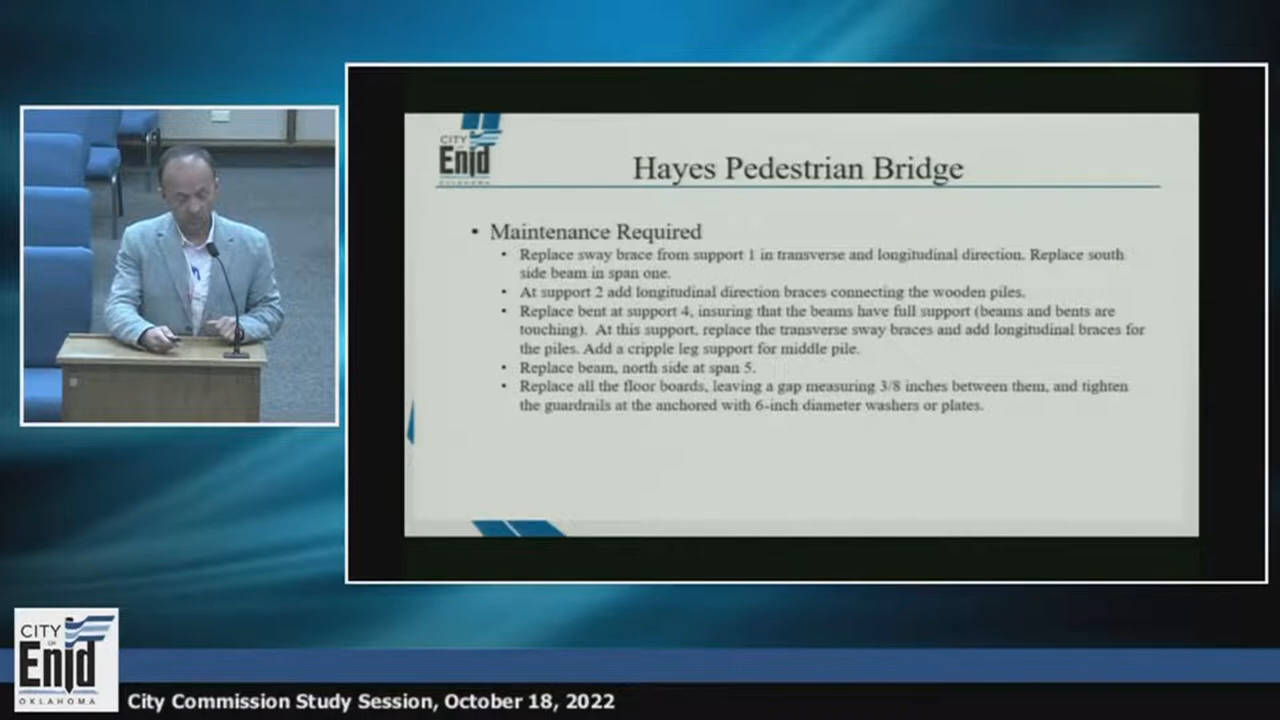 CITY
Enid
OKLAHOMA
Hayes Pedestrian Bridge
• Maintenance Required
• Replace sway brace from support 1 in transverse and longitudinal direction. Replace south
side beam in span one.
• At support 2 add longitudinal direction braces connecting the wooden piles.
• Replace bent at support 4, insuring that the beams have full support (beams and bents are
touching). At this support, replace the transverse sway braces and add longitudinal braces for
the piles. Add a cripple leg support for middle pile.
• Replace beam, north side at span 5.
• Replace all the floor boards, leaving a gap measuring 3/8 inches between them, and tighten
the guardrails at the anchored with 6-inch diameter washers or plates.
CITY
OF
Enid
OKLAHOMA
City Commission Study Session, October 18, 2022